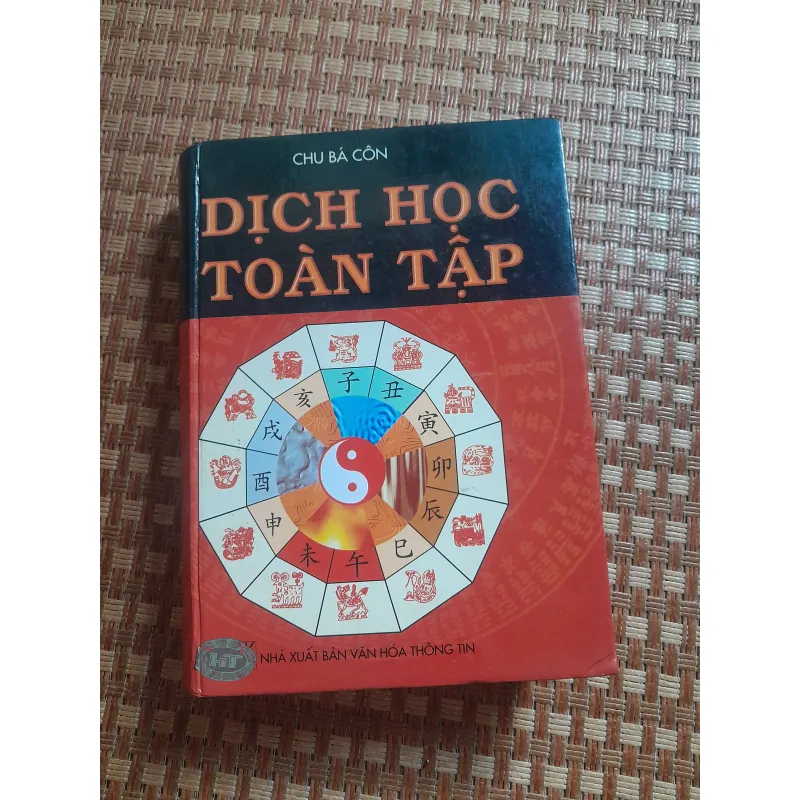 CHU BÁ CÔN
DỊCH HỌC
TOÀN TẬP
子
丑
寅
卯
辰
巳
午
未
申
酉
戌
亥
HT
NHÀ XUẤT BẢN VĂN HÓA THÔNG TIN